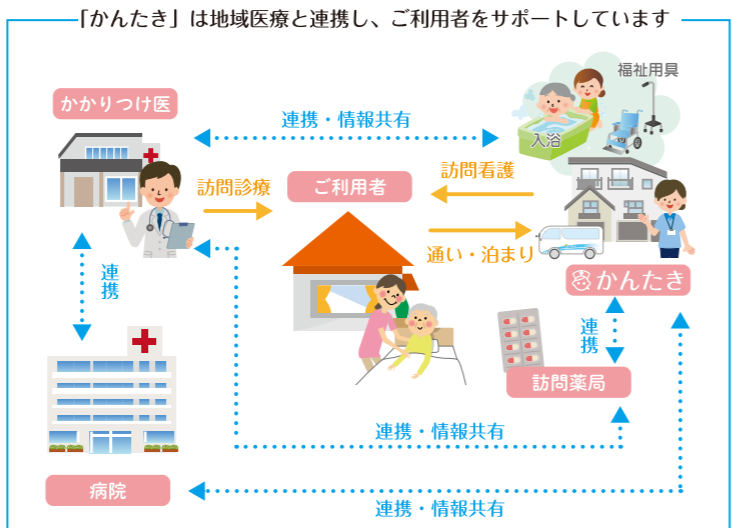 「かんたき」は地域医療と連携し、ご利用者をサポートしています
かかりつけ医
連携・情報共有
福祉用具
入浴
訪問診療
ご利用者
訪問看護
通い・泊まり
かんたき
連携
連携
訪問薬局
連携・情報共有
病院
連携・情報共有